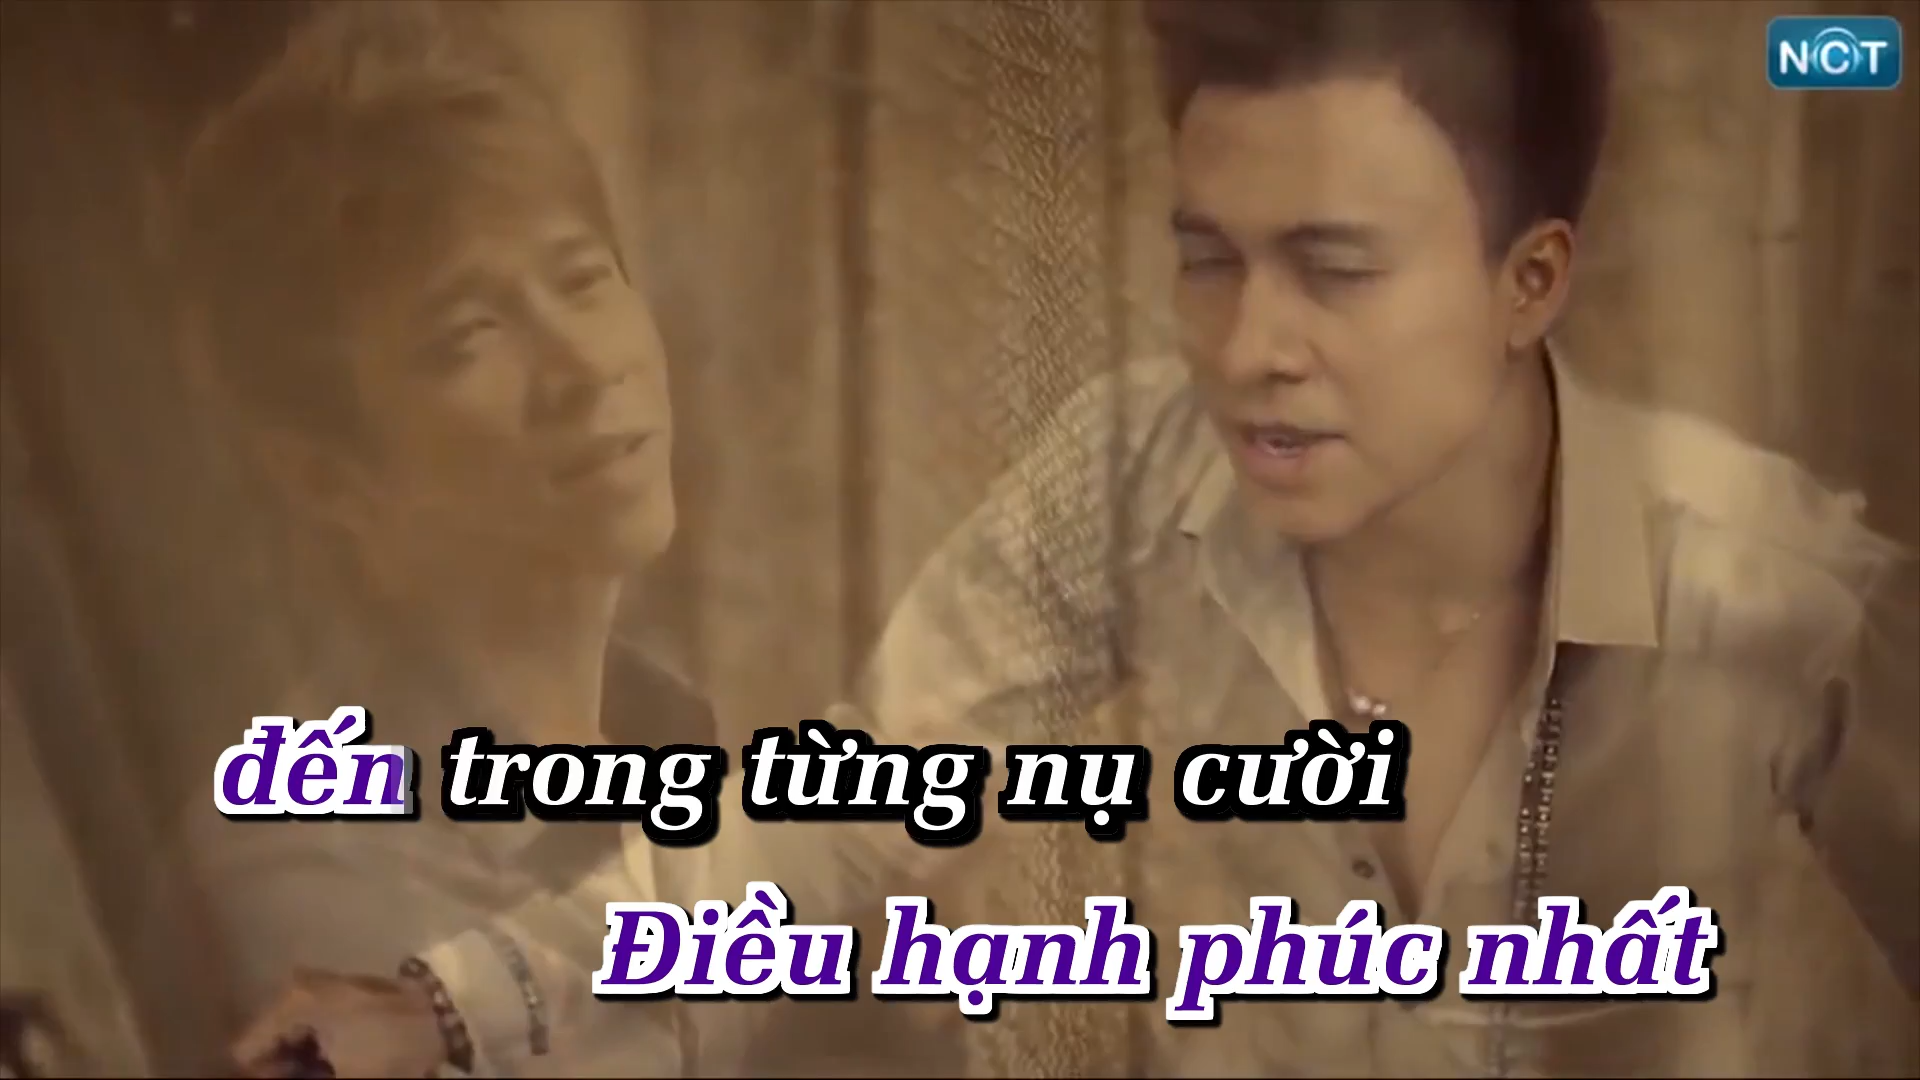 NCT
đến trong từng nụ cười
Điều hạnh phúc nhất